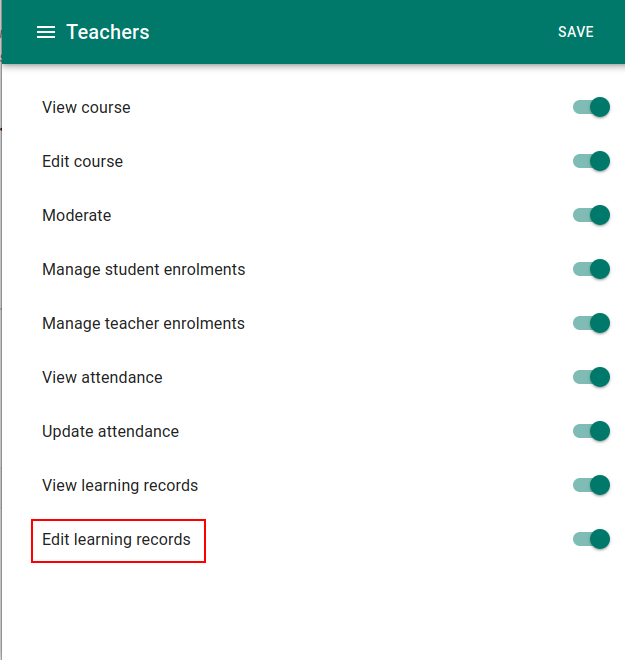 Teachers
SAVE
View course
Edit course
Moderate
Manage student enrolments
Manage teacher enrolments
View attendance
Update attendance
View learning records
Edit learning records